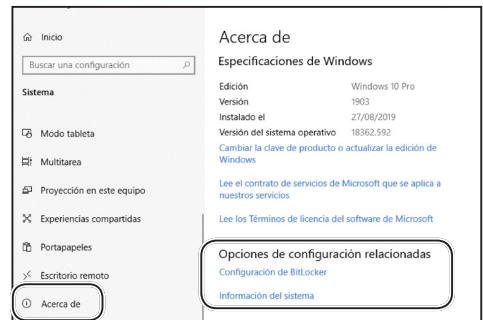 Inicio
Buscar una configuración
Sistema
Modo tableta
Multitarea
Proyección en este equipo
Experiencias compartidas
Portapapeles
Escritorio remoto
Acerca de
Acerca de
Especificaciones de Windows
Edición Windows 10 Pro
Versión 1903
Instalado el 27/08/2019
Versión del sistema operativo 18362.592
Cambiar la clave de producto o actualizar la edición de
Windows
Lee el contrato de servicios de Microsoft que se aplica a
nuestros servicios
Lee los Términos de licencia del software de Microsoft
Opciones de configuración relacionadas
Configuración de BitLocker
Información del sistema